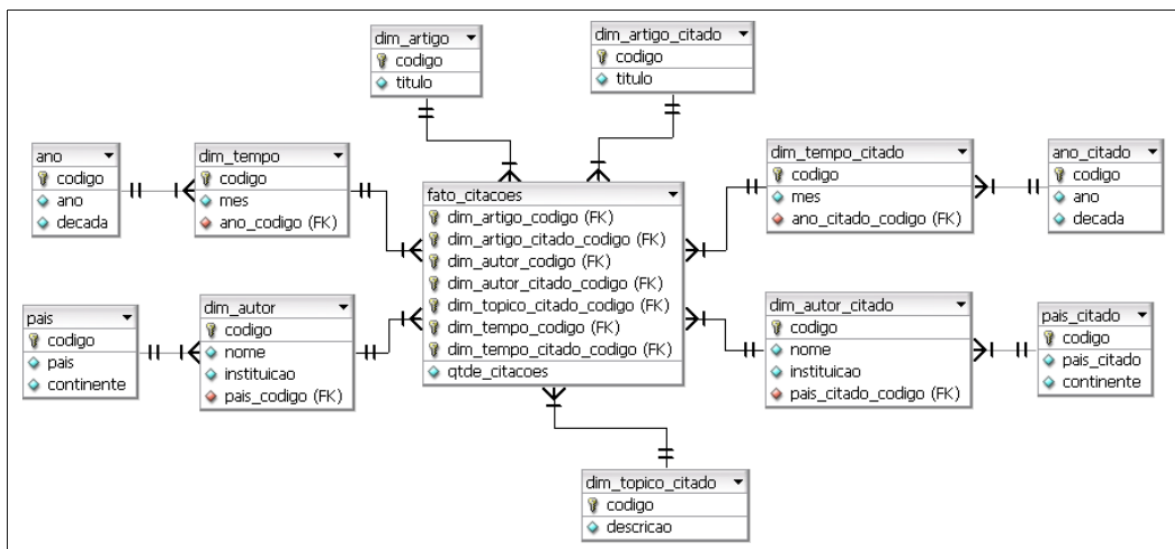 dim_artigo
codigo
titulo
dim_artigo_citado
codigo
titulo
ano
codigo
ano
decada
dim_tempo
codigo
mes
ano_codigo (FK)
fato_citacoes
dim_artigo_codigo (FK)
dim_artigo_citado_codigo (FK)
dim_autor_codigo (FK)
dim_autor_citado_codigo (FK)
dim_topico_citado_codigo (FK)
dim_tempo_codigo (FK)
dim_tempo_citado_codigo (FK)
qtde_citacoes
dim_tempo_citado
codigo
mes
ano_citado_codigo (FK)
ano_citado
codigo
ano
decada
pais
codigo
pais
continente
dim_autor
codigo
nome
instituicao
pais_codigo (FK)
dim_autor_citado
codigo
nome
instituicao
pais_citado_codigo (FK)
pais_citado
codigo
pais_citado
continente
dim_topico_citado
codigo
descricao